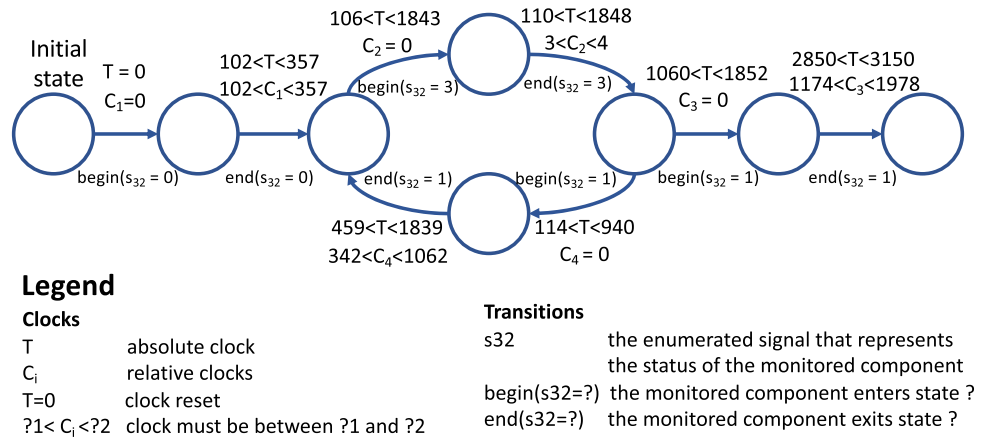 Initial
state
T = 0
C₁=0
begin(s₃₂ = 0)
102<T<357
102<C₁<357
end(s₃₂ = 0)
106<T<1843
C₂ = 0
begin(s₃₂ = 3)
110<T<1848
3<C₂<4
end(s₃₂ = 3)
1060<T<1852
C₃ = 0
begin(s₃₂ = 1)
2850<T<3150
1174<C₃<1978
end(s₃₂ = 1)
end(s₃₂ = 1)
459<T<1839
342<C₄<1062
begin(s₃₂ = 1)
114<T<940
C₄ = 0
Legend
Clocks
T absolute clock
Cᵢ relative clocks
T=0 clock reset
?1< Cᵢ <?2 clock must be between ?1 and ?2
Transitions
s32 the enumerated signal that represents
the status of the monitored component
begin(s32=?) the monitored component enters state ?
end(s32=?) the monitored component exits state ?